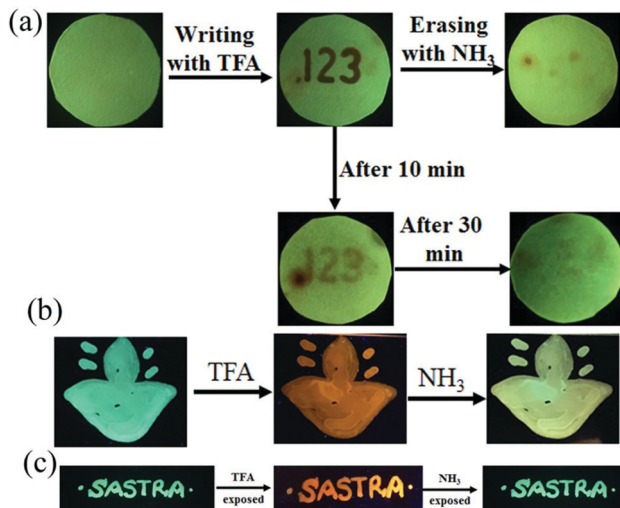 (a)
Writing
with TFA
123
Erasing
with NH₃
After 10 min
123
After 30
min
(b)
TFA
NH₃
(c)
·SASTRA·
TFA
exposed
·SASTRA·
NH₃
exposed
·SASTRA·